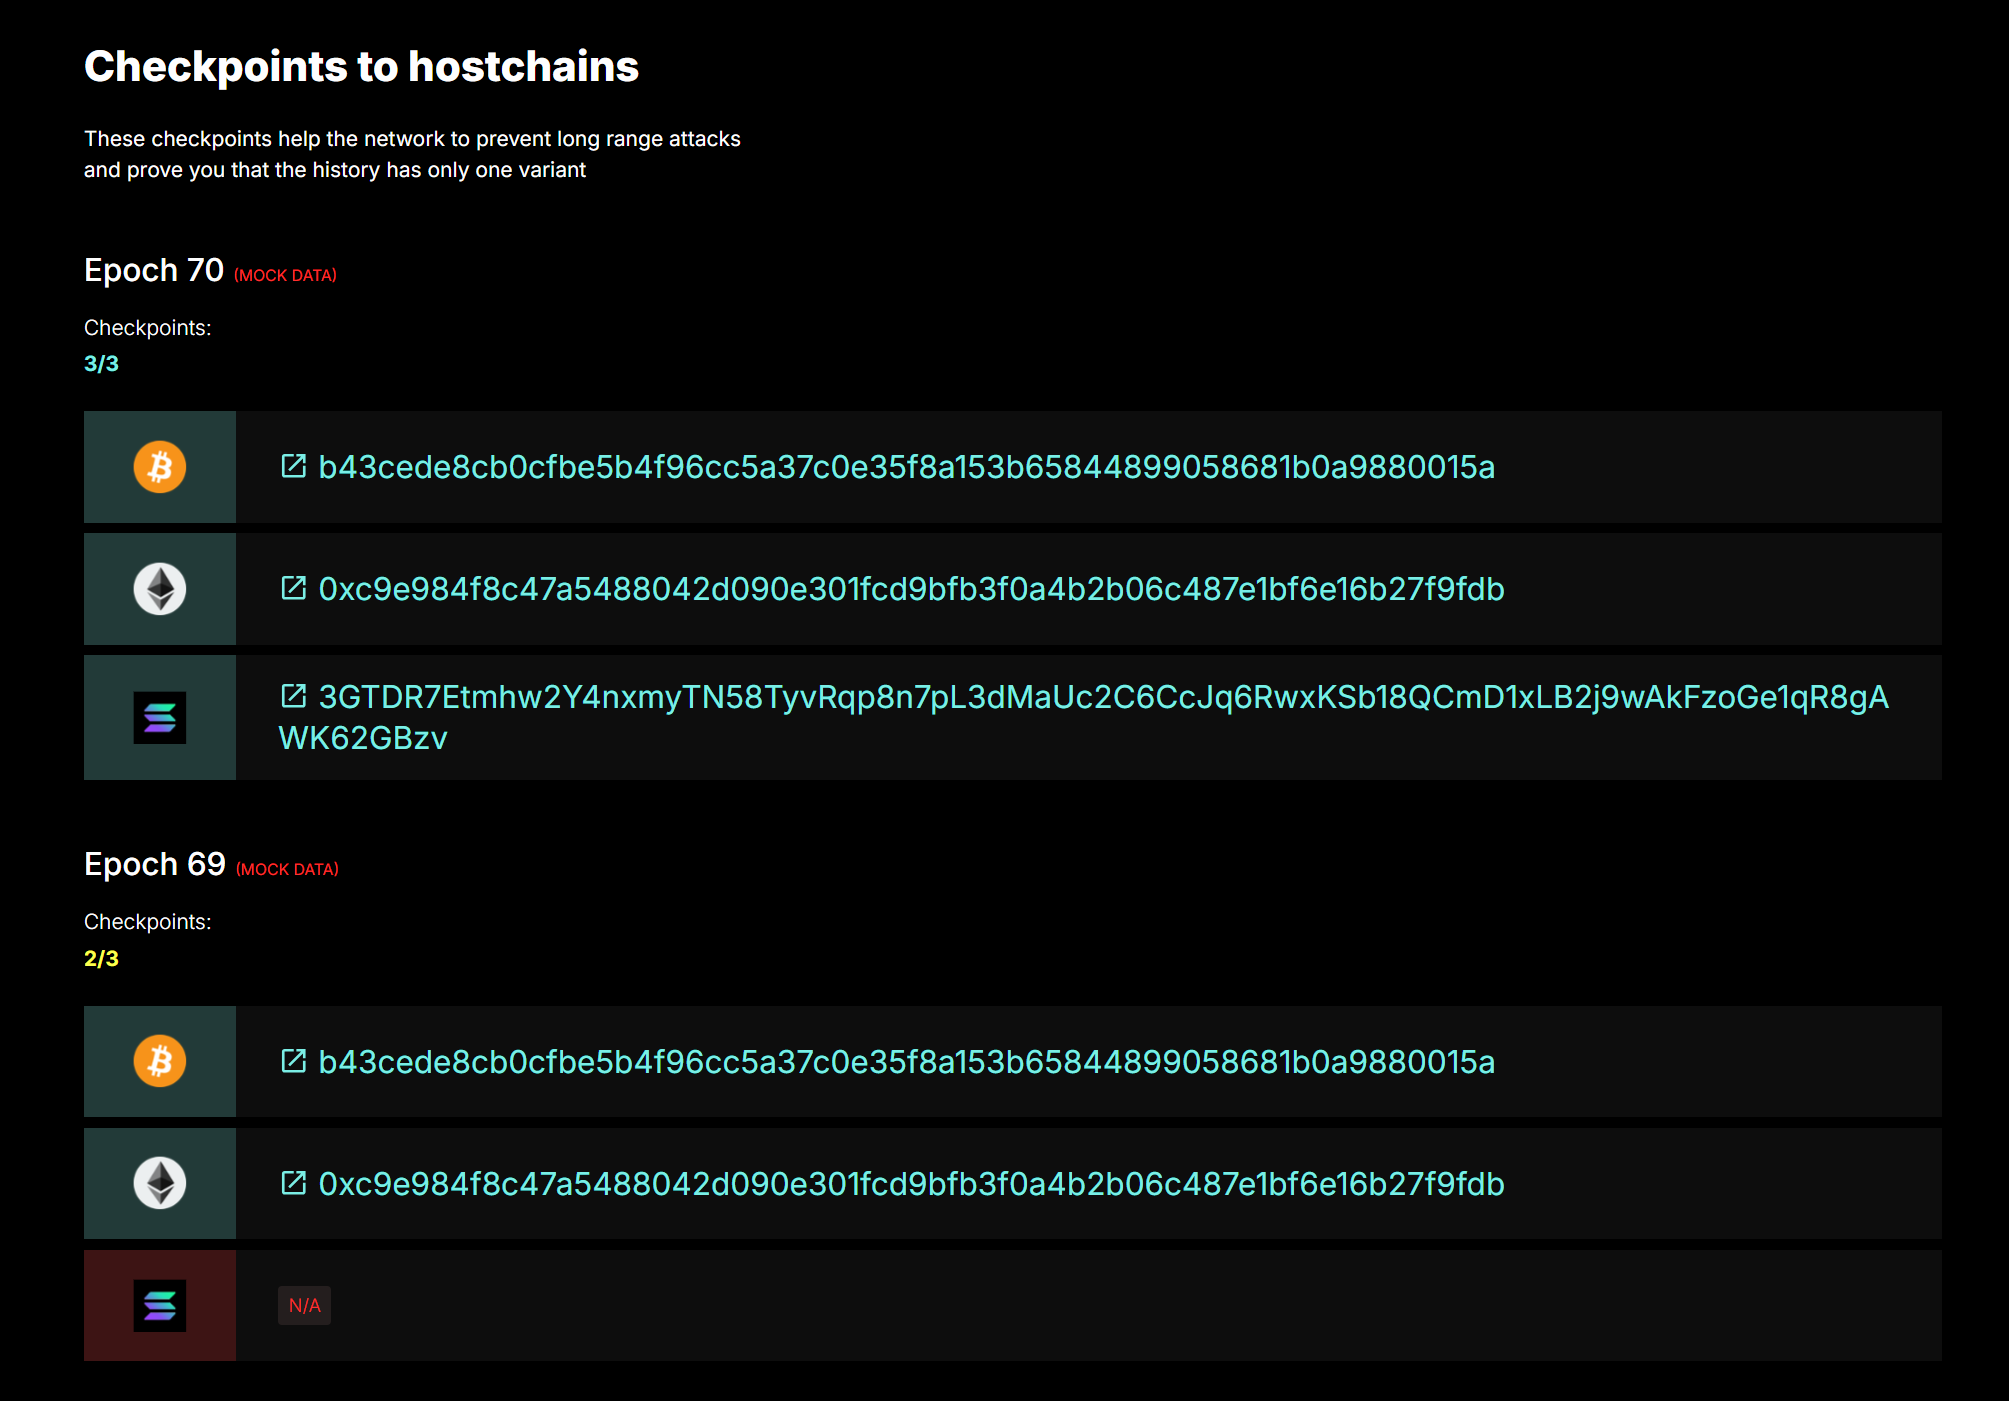 Checkpoints to hostchains
These checkpoints help the network to prevent long range attacks
and prove you that the history has only one variant
Epoch 70 (MOCK DATA)
Checkpoints:
3/3
b43cede8cb0cfbe5b4f96cc5a37c0e35f8a153b65844899058681b0a9880015a
0xc9e984f8c47a5488042d090e301fcd9bfb3f0a4b2b06c487e1bf6e16b27f9fdb
3GTDR7Etmhw2Y4nxmyTN58TyvRqp8n7pL3dMaUc2C6CcJq6RwxKSb18QCmD1xLB2j9wAkFzoGe1qR8gA
WK62GBzv
Epoch 69 (MOCK DATA)
Checkpoints:
2/3
b43cede8cb0cfbe5b4f96cc5a37c0e35f8a153b65844899058681b0a9880015a
0xc9e984f8c47a5488042d090e301fcd9bfb3f0a4b2b06c487e1bf6e16b27f9fdb
N/A